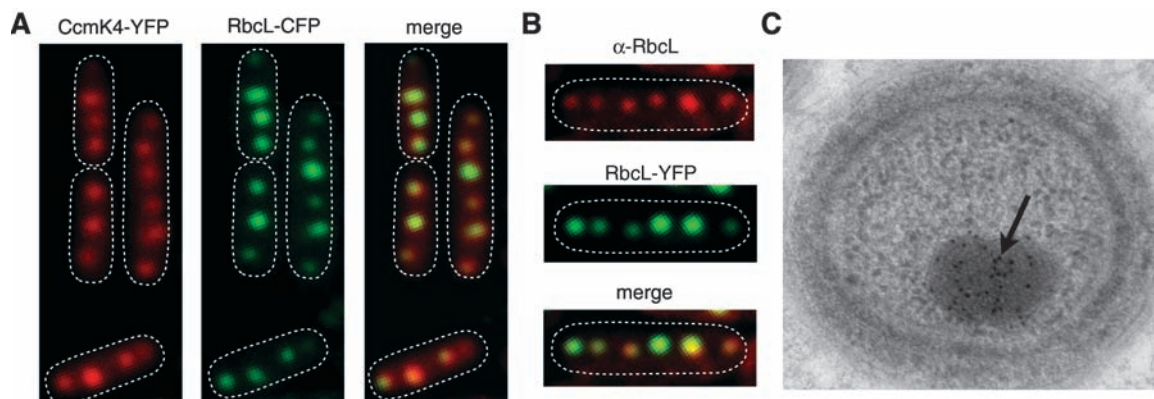 A
CcmK4-YFP
RbcL-CFP
merge
B
α-RbcL
RbcL-YFP
merge
C